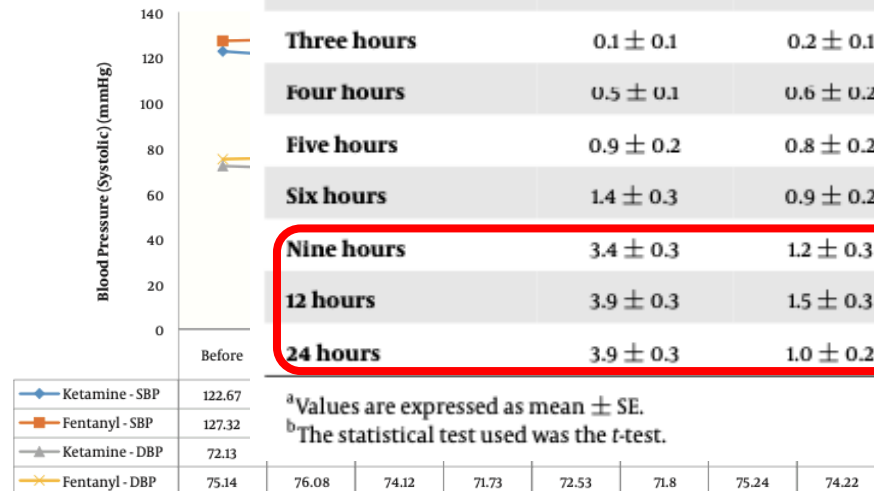 140
120
100
80
60
40
20
0
Blood Pressure (Systolic) (mmHg)
Before
Ketamine - SBP 122.67
Fentanyl - SBP 127.32
Ketamine - DBP 72.13
Fentanyl - DBP 75.14 76.08 74.12 71.73 72.53 71.8 75.24 74.22
Three hours 0.1 ± 0.1 0.2 ± 0.1
Four hours 0.5 ± 0.1 0.6 ± 0.2
Five hours 0.9 ± 0.2 0.8 ± 0.2
Six hours 1.4 ± 0.3 0.9 ± 0.2
Nine hours 3.4 ± 0.3 1.2 ± 0.3
12 hours 3.9 ± 0.3 1.5 ± 0.3
24 hours 3.9 ± 0.3 1.0 ± 0.2
aValues are expressed as mean ± SE.
bThe statistical test used was the t-test.